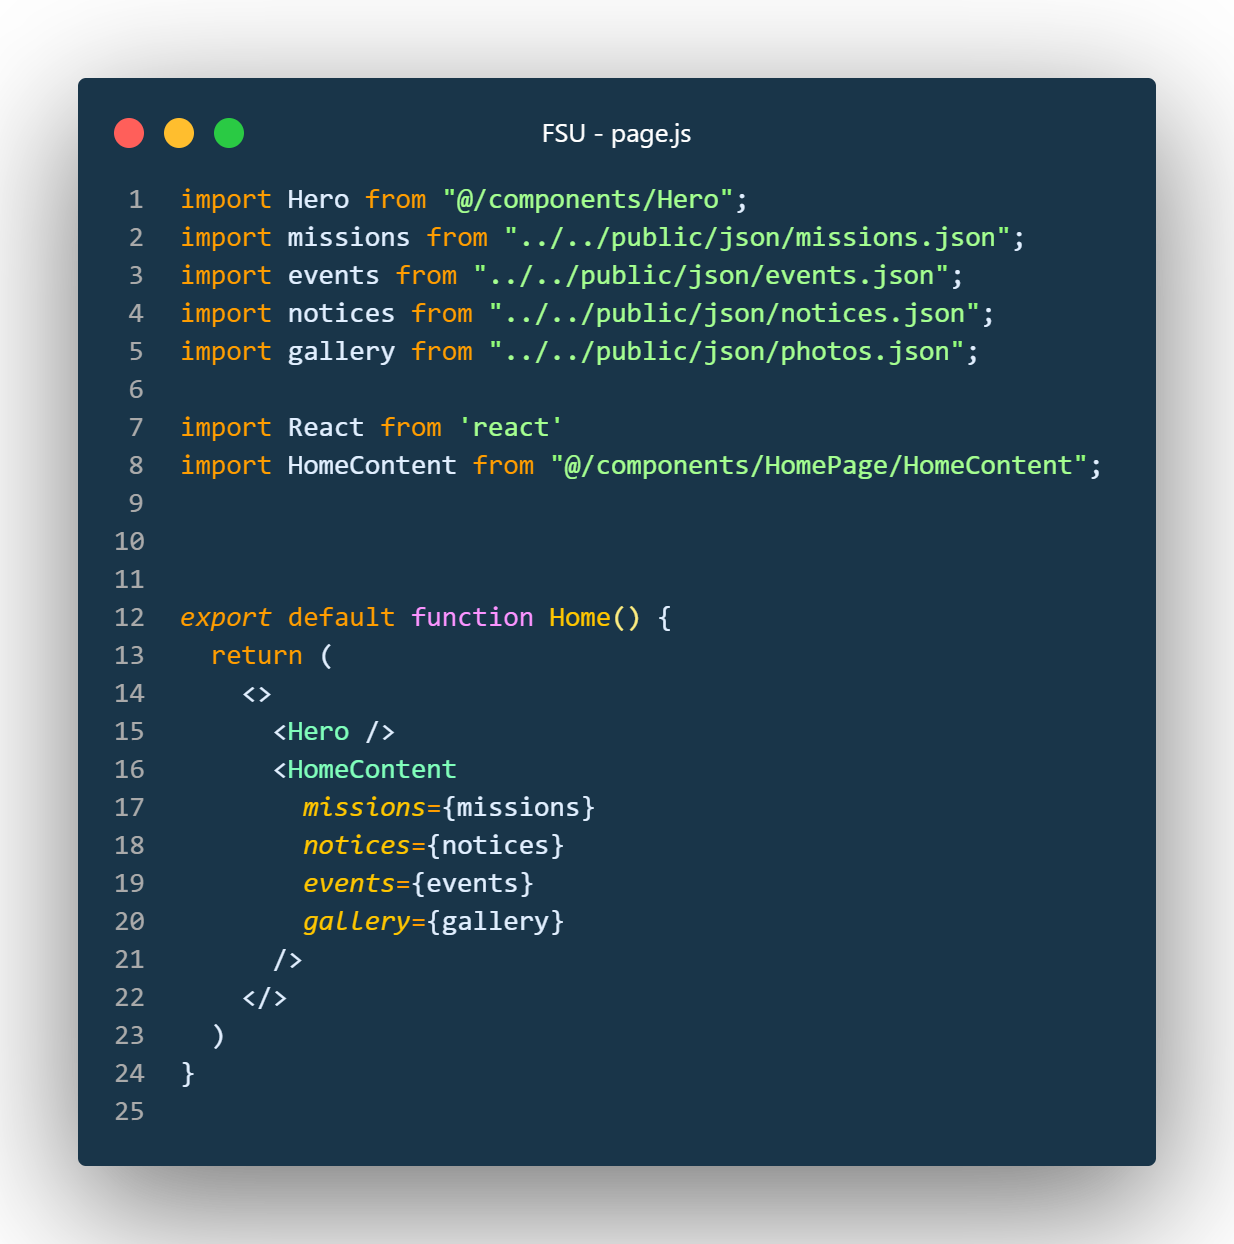 FSU - page.js
1 import Hero from "@/components/Hero";
2 import missions from "../../public/json/missions.json";
3 import events from "../../public/json/events.json";
4 import notices from "../../public/json/notices.json";
5 import gallery from "../../public/json/photos.json";
6
7 import React from 'react'
8 import HomeContent from "@/components/HomePage/HomeContent";
9
10
11
12 export default function Home() {
13   return (
14     <>
15       <Hero />
16       <HomeContent
17         missions={missions}
18         notices={notices}
19         events={events}
20         gallery={gallery}
21       />
22     </>
23   )
24 }
25